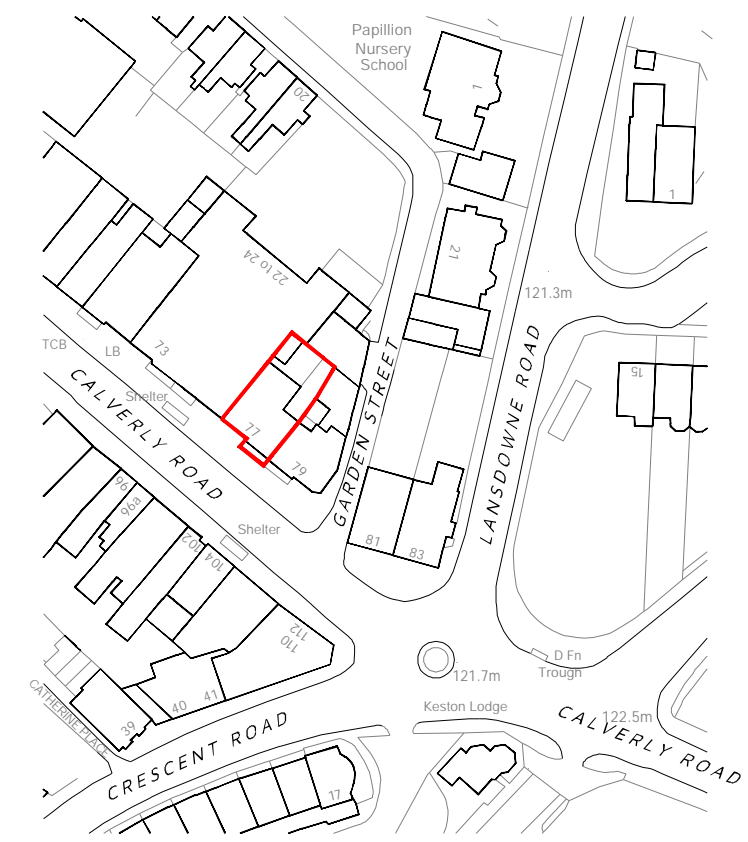 Papillion
Nursery
School
20
1
1
22 to 24
21
121.3m
TCB
LB
73
Shelter
15
CALVERLY ROAD
77
79
GARDEN STREET
LANSDOWNE ROAD
96
96a
102
104
Shelter
81
83
112
110
D Fn
Trough
121.7m
CATHERINE PLACE
39
40
41
Keston Lodge
122.5m
CALVERLY ROAD
CRESCENT ROAD
17